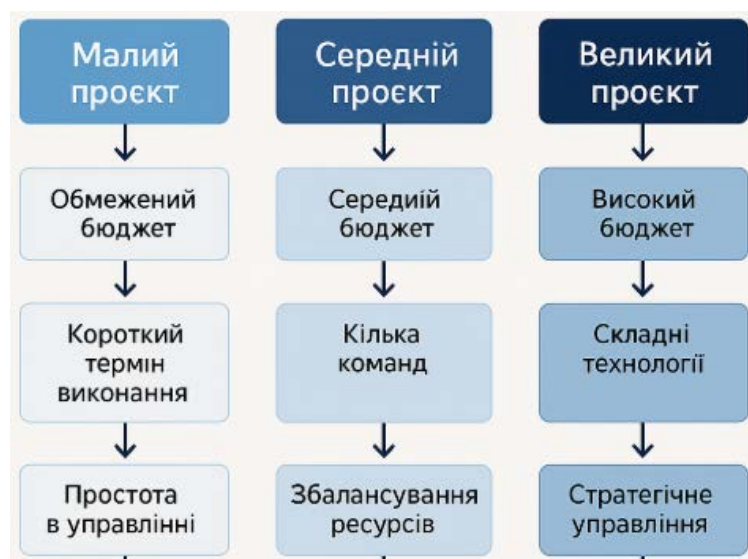 Малий
проєкт
Обмежений
бюджет
Короткий
термін
виконання
Простота
в управлінні
Середній
проєкт
Середиій
бюджет
Кілька
команд
Збалансування
ресурсів
Великий
проєкт
Високий
бюджет
Складні
технології
Стратегічне
управління